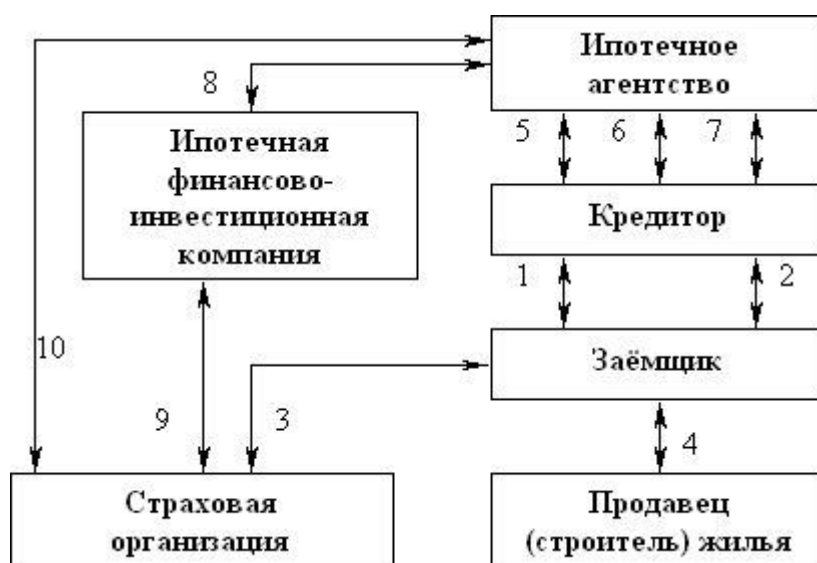 Ипотечное
агентство
8
Ипотечная
финансово-
инвестиционная
компания
5 6 7
Кредитор
1 2
Заёмщик
10
9 3
4
Страховая
организация
Продавец
(строитель) жилья